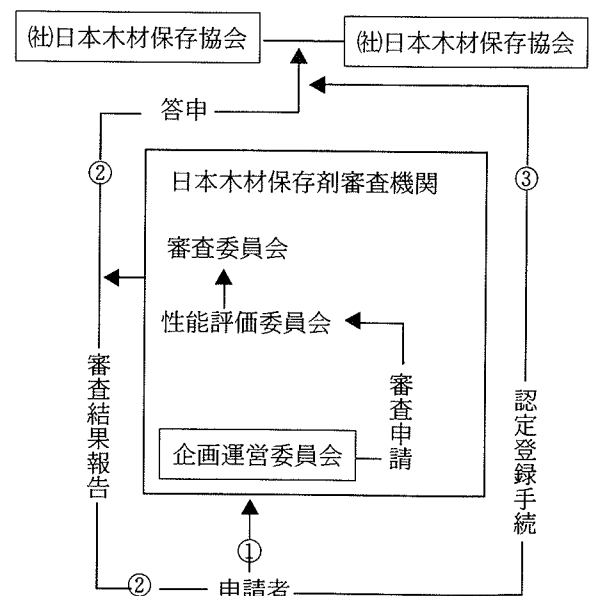 ㈳日本木材保存協会
㈳日本木材保存協会
答申
②
③
日本木材保存剤審査機関
審査委員会
性能評価委員会
審査申請
審査結果報告
認定登録手続
企画運営委員会
①
②
申請者